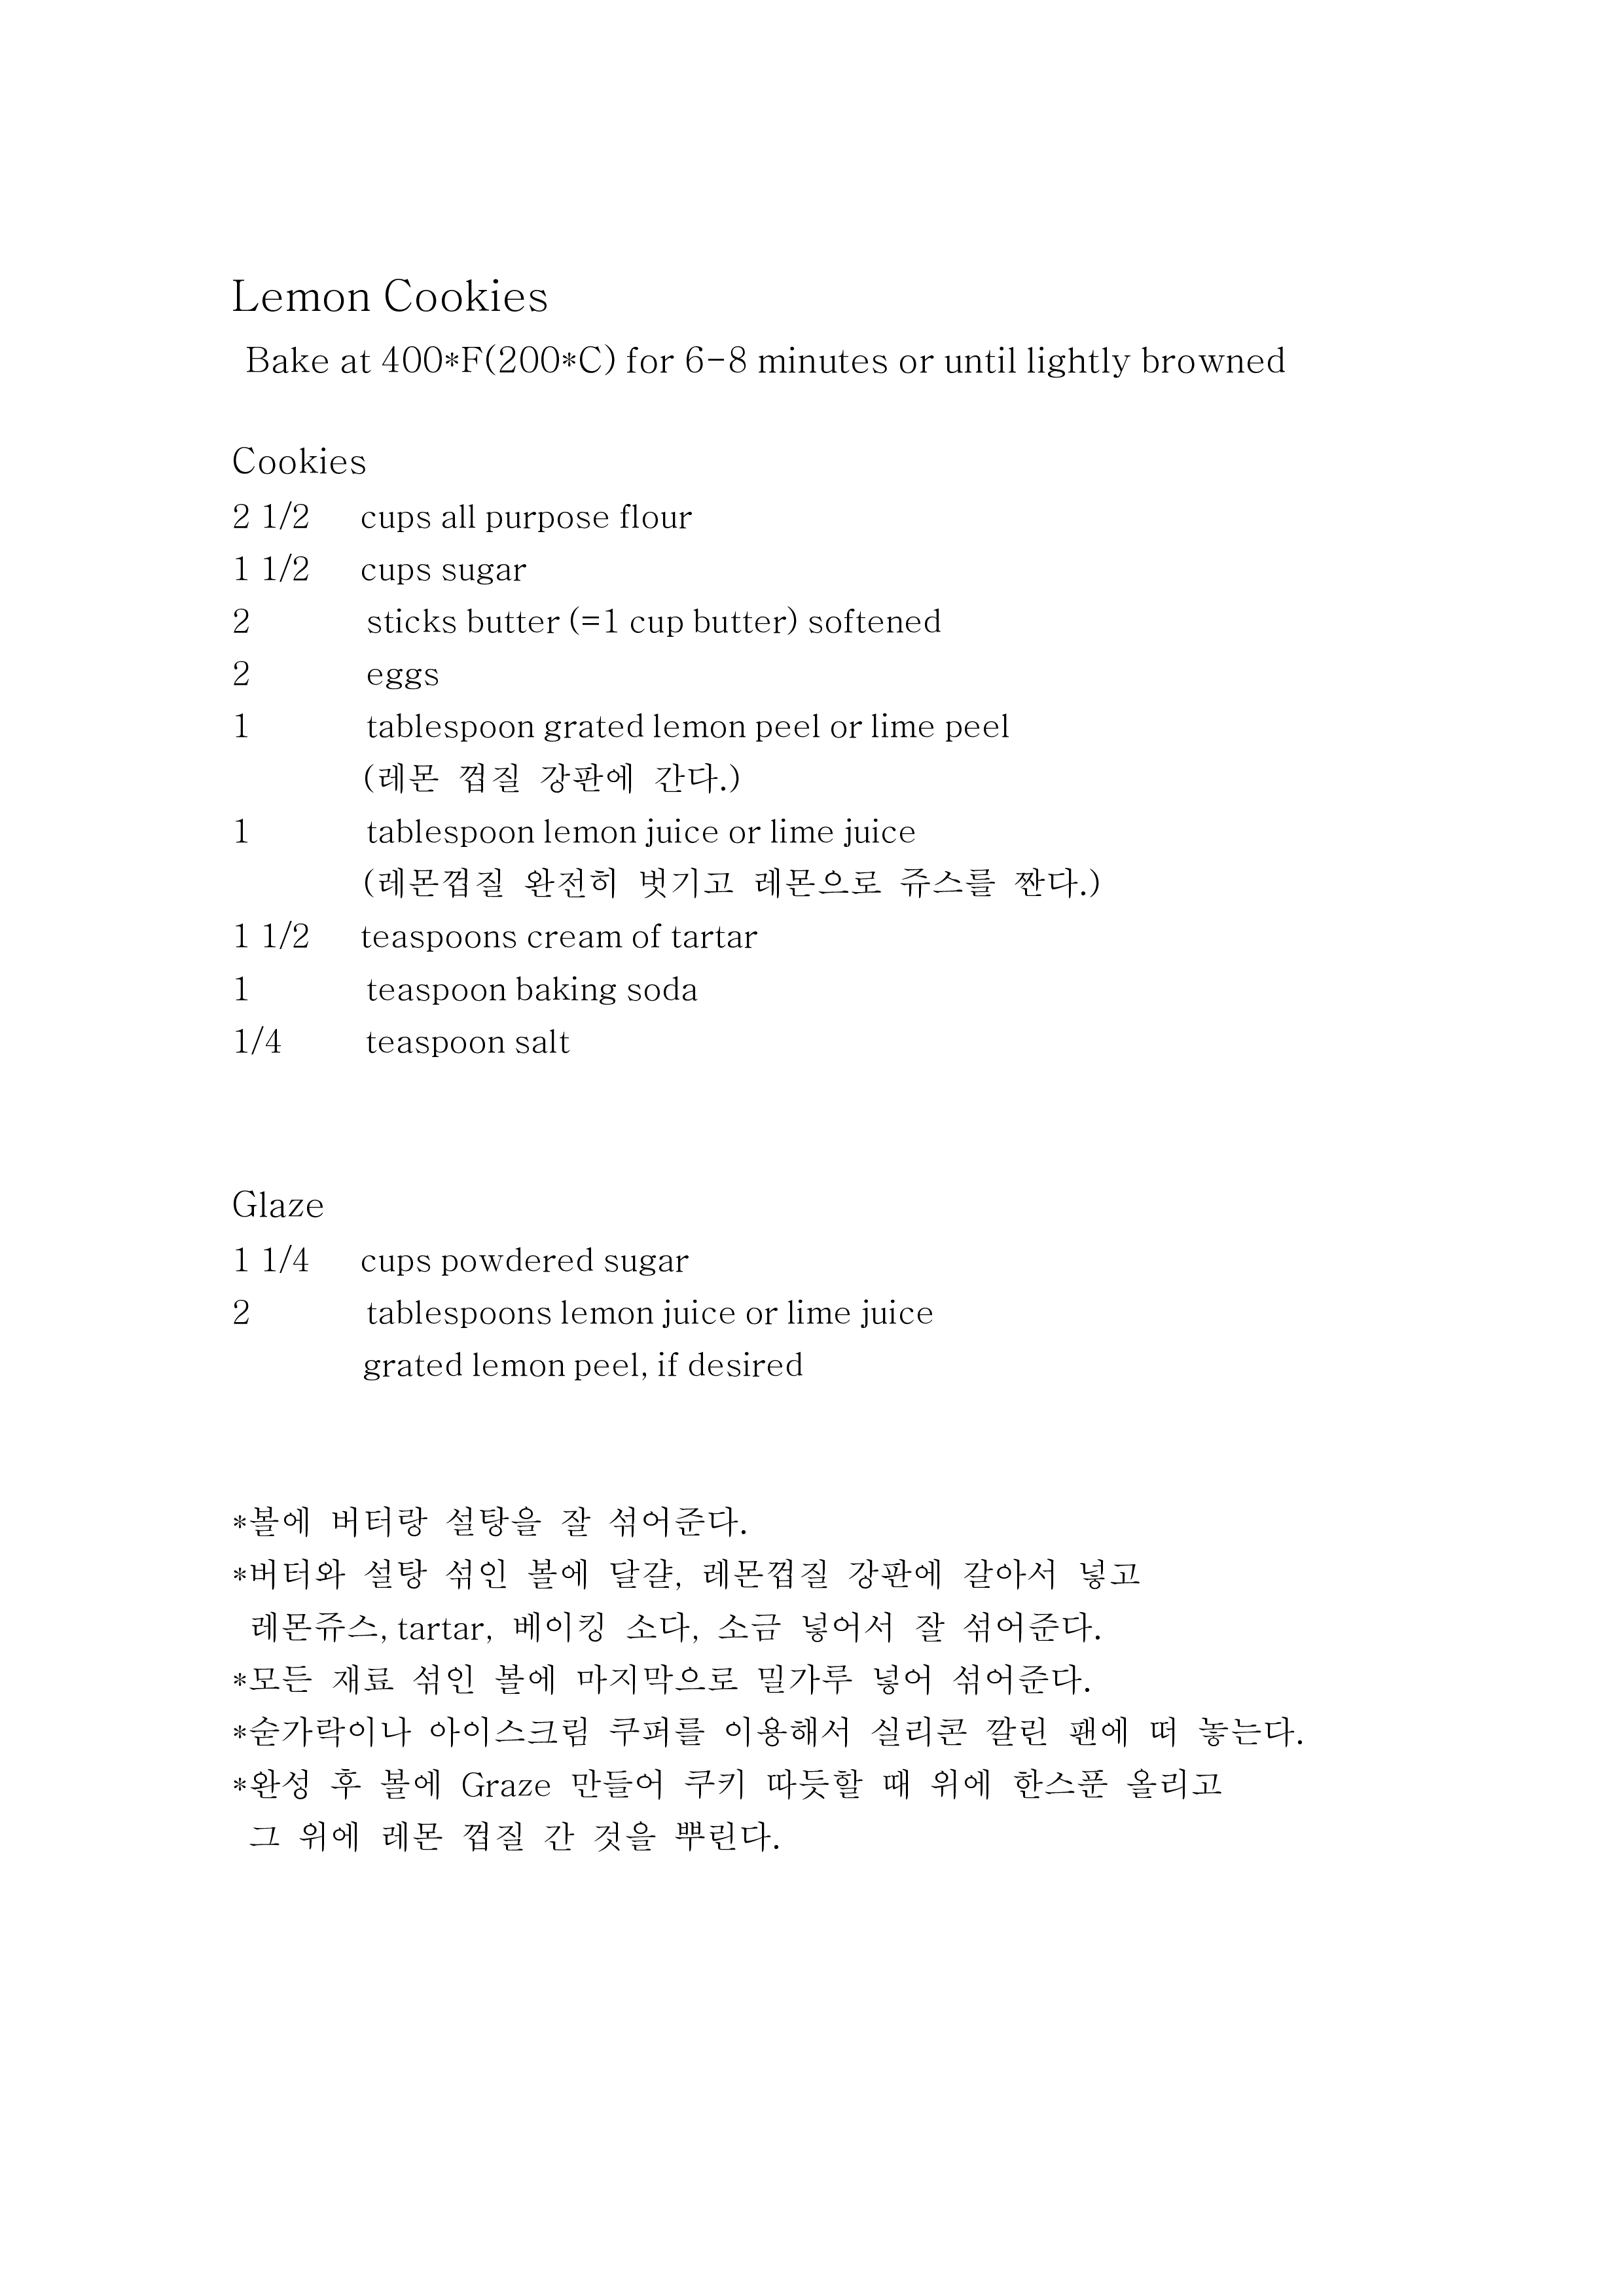 Lemon Cookies
Bake at 400*F(200*C) for 6-8 minutes or until lightly browned
Cookies
2 1/2 cups all purpose flour
1 1/2 cups sugar
2 sticks butter (=1 cup butter) softened
2 eggs
1 tablespoon grated lemon peel or lime peel
(레몬 껍질 강판에 간다.)
1 tablespoon lemon juice or lime juice
(레몬껍질 완전히 벗기고 레몬으로 쥬스를 짠다.)
1 1/2 teaspoons cream of tartar
1 teaspoon baking soda
1/4 teaspoon salt
Glaze
1 1/4 cups powdered sugar
2 tablespoons lemon juice or lime juice
grated lemon peel, if desired
*볼에 버터랑 설탕을 잘 섞어준다.
*버터와 설탕 섞인 볼에 달걀, 레몬껍질 강판에 갈아서 넣고
레몬쥬스, tartar, 베이킹 소다, 소금 넣어서 잘 섞어준다.
*모든 재료 섞인 볼에 마지막으로 밀가루 넣어 섞어준다.
*숟가락이나 아이스크림 쿠퍼를 이용해서 실리콘 깔린 팬에 떠 놓는다.
*완성 후 볼에 Graze 만들어 쿠키 따듯할 때 위에 한스푼 올리고
그 위에 레몬 껍질 간 것을 뿌린다.